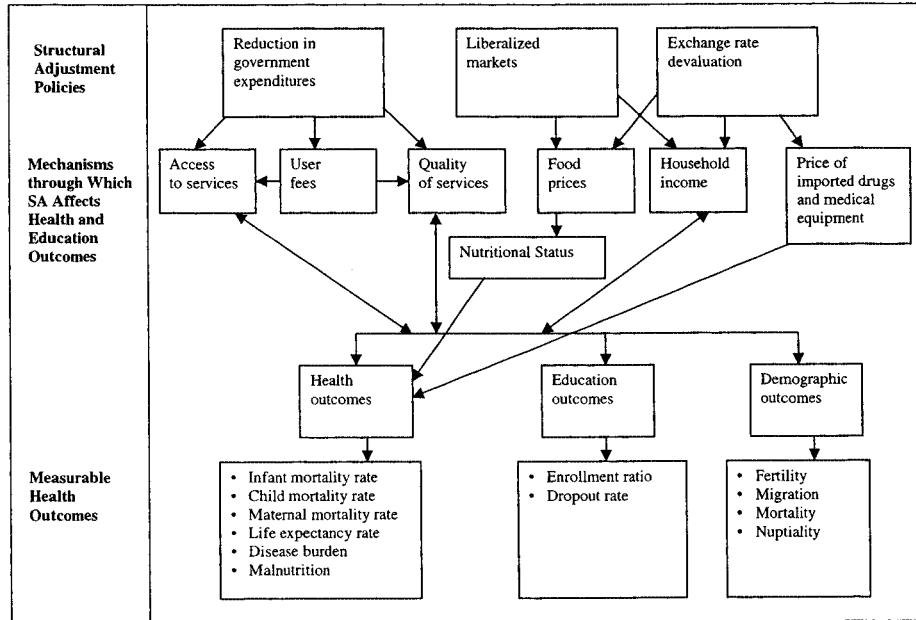 Structural
Adjustment
Policies
Reduction in
government
expenditures
Liberalized
markets
Exchange rate
devaluation
Mechanisms
through Which
SA Affects
Health and
Education
Outcomes
Access
to services
User
fees
Quality
of services
Food
prices
Household
income
Price of
imported drugs
and medical
equipment
Nutritional Status
Health
outcomes
Education
outcomes
Demographic
outcomes
Measurable
Health
Outcomes
• Infant mortality rate
• Child mortality rate
• Maternal mortality rate
• Life expectancy rate
• Disease burden
• Malnutrition
• Enrollment ratio
• Dropout rate
• Fertility
• Migration
• Mortality
• Nuptiality